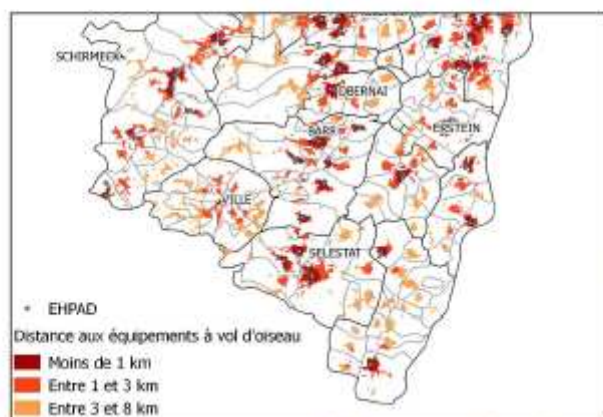 SCHIRMECK
OBERNAI
BARR
ERSTEIN
VILLE
SELESTAT
EHPAD
Distance aux équipements à vol d'oiseau
Moins de 1 km
Entre 1 et 3 km
Entre 3 et 8 km